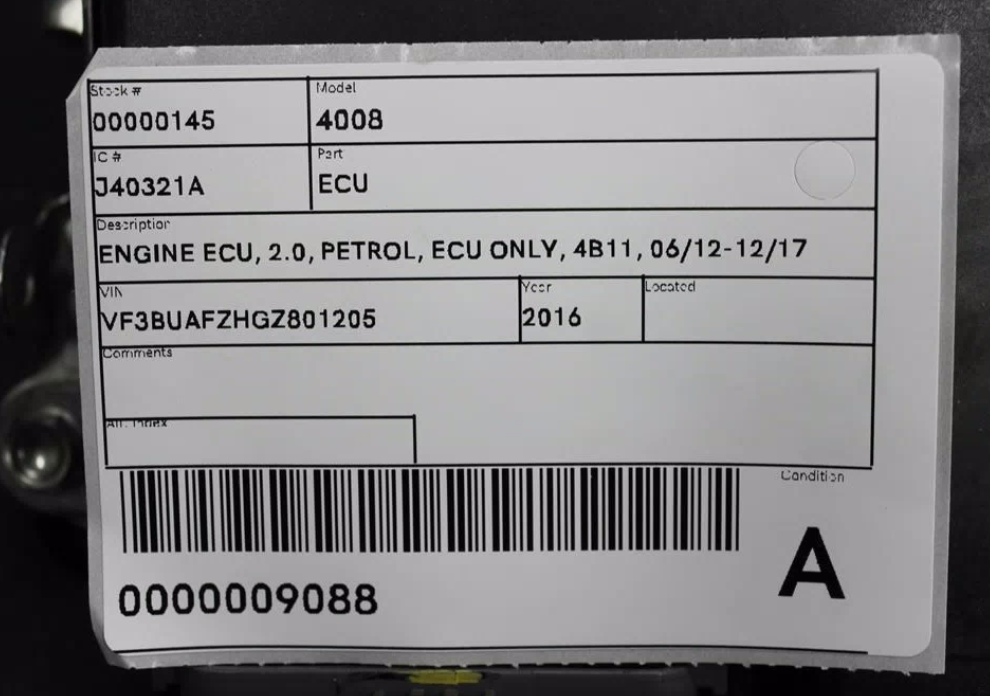 Stock # Model
00000145 4008
IC # Part
J40321A ECU
Description
ENGINE ECU, 2.0, PETROL, ECU ONLY, 4B11, 06/12-12/17
VIN Year Located
VF3BUAFZHGZ801205 2016
Comments
Condition
A
0000009088